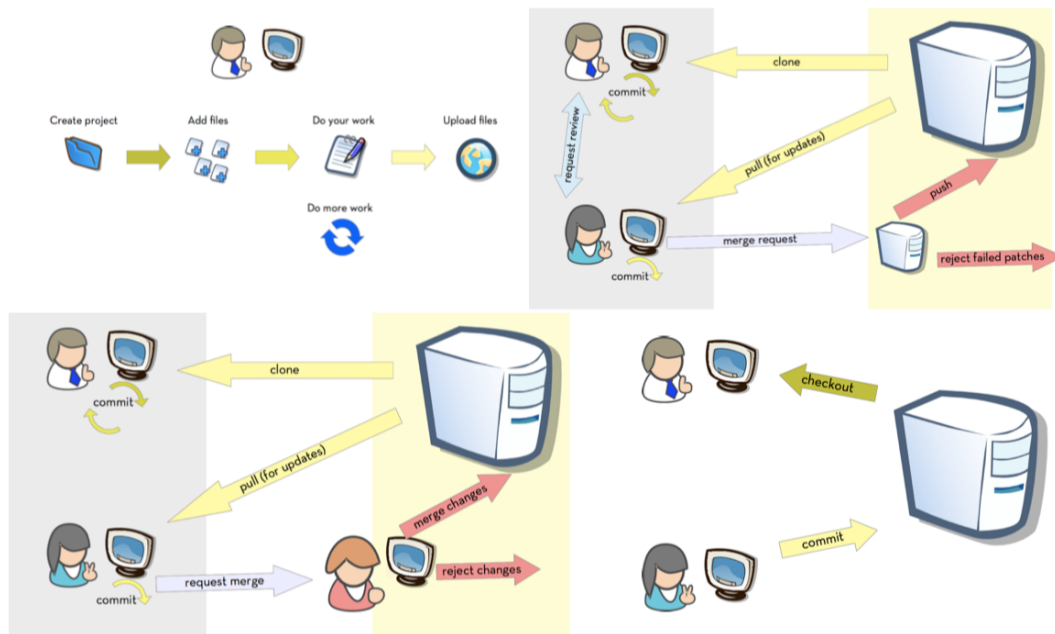 Create project
Add files
Do your work
Upload files
Do more work
clone
commit
request review
pull (for updates)
push
merge request
reject failed patches
commit
clone
commit
pull (for updates)
merge changes
request merge
reject changes
commit
checkout
commit